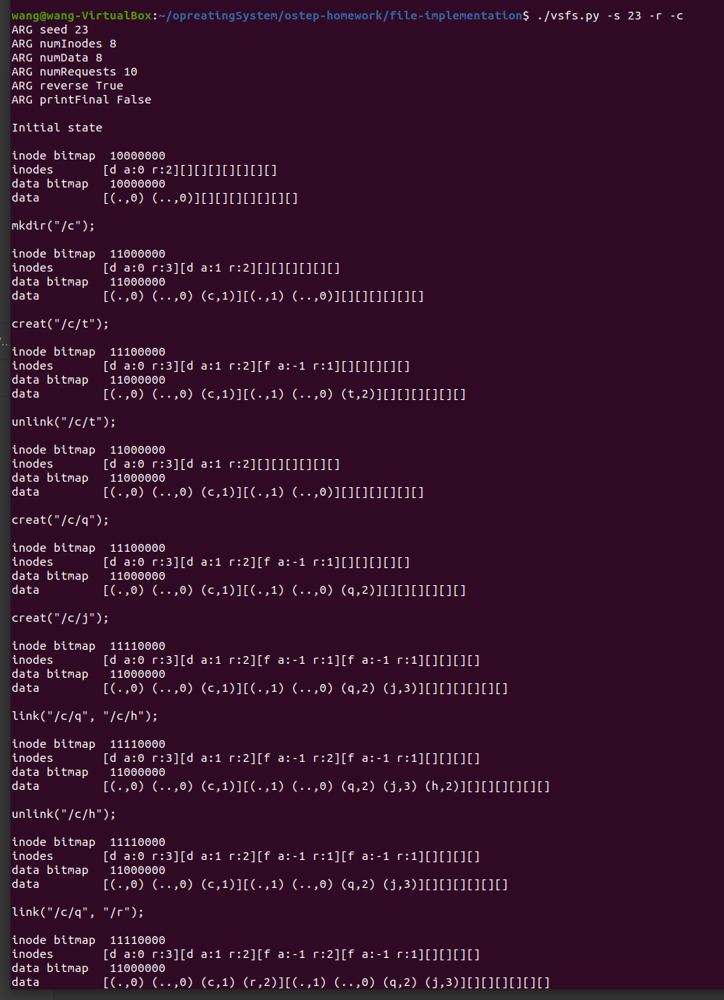 wang@wang-VirtualBox:~/opreatingSystem/ostep-homework/file-implementation$ ./vsfs.py -s 23 -r -c
ARG seed 23
ARG numInodes 8
ARG numData 8
ARG numRequests 10
ARG reverse True
ARG printFinal False

Initial state

inode bitmap  10000000
inodes       [d a:0 r:2][][][][][][][]
data bitmap   10000000
data         [(.,0) (..,0)][][][][][][][]

mkdir("/c");

inode bitmap  11000000
inodes       [d a:0 r:3][d a:1 r:2][][][][][][]
data bitmap   11000000
data         [(.,0) (..,0) (c,1)][(.,1) (..,0)][][][][][][]

creat("/c/t");

inode bitmap  11100000
inodes       [d a:0 r:3][d a:1 r:2][f a:-1 r:1][][][][][]
data bitmap   11000000
data         [(.,0) (..,0) (c,1)][(.,1) (..,0) (t,2)][][][][][][]

unlink("/c/t");

inode bitmap  11000000
inodes       [d a:0 r:3][d a:1 r:2][][][][][][]
data bitmap   11000000
data         [(.,0) (..,0) (c,1)][(.,1) (..,0)][][][][][][]

creat("/c/q");

inode bitmap  11100000
inodes       [d a:0 r:3][d a:1 r:2][f a:-1 r:1][][][][][]
data bitmap   11000000
data         [(.,0) (..,0) (c,1)][(.,1) (..,0) (q,2)][][][][][][]

creat("/c/j");

inode bitmap  11110000
inodes       [d a:0 r:3][d a:1 r:2][f a:-1 r:1][f a:-1 r:1][][][][]
data bitmap   11000000
data         [(.,0) (..,0) (c,1)][(.,1) (..,0) (q,2) (j,3)][][][][][][]

link("/c/q", "/c/h");

inode bitmap  11110000
inodes       [d a:0 r:3][d a:1 r:2][f a:-1 r:2][f a:-1 r:1][][][][]
data bitmap   11000000
data         [(.,0) (..,0) (c,1)][(.,1) (..,0) (q,2) (j,3) (h,2)][][][][][][]

unlink("/c/h");

inode bitmap  11110000
inodes       [d a:0 r:3][d a:1 r:2][f a:-1 r:1][f a:-1 r:1][][][][]
data bitmap   11000000
data         [(.,0) (..,0) (c,1)][(.,1) (..,0) (q,2) (j,3)][][][][][][]

link("/c/q", "/r");

inode bitmap  11110000
inodes       [d a:0 r:3][d a:1 r:2][f a:-1 r:2][f a:-1 r:1][][][][]
data bitmap   11000000
data         [(.,0) (..,0) (c,1) (r,2)][(.,1) (..,0) (q,2) (j,3)][][][][][][]